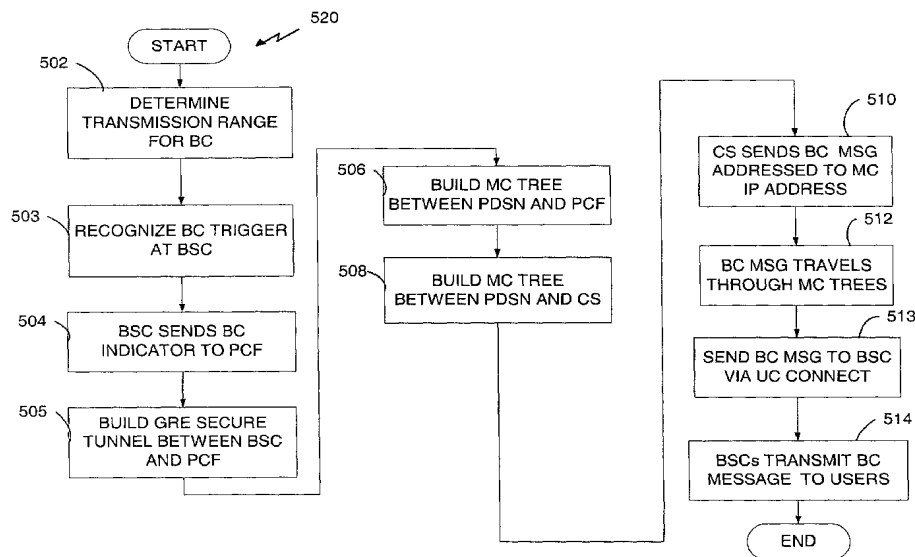 START
520
502
DETERMINE
TRANSMISSION RANGE
FOR BC
503
RECOGNIZE BC TRIGGER
AT BSC
504
BSC SENDS BC
INDICATOR TO PCF
505
BUILD GRE SECURE
TUNNEL BETWEEN BSC
AND PCF
506
BUILD MC TREE
BETWEEN PDSN AND PCF
508
BUILD MC TREE
BETWEEN PDSN AND CS
510
CS SENDS BC MSG
ADDRESSED TO MC
IP ADDRESS
512
BC MSG TRAVELS
THROUGH MC TREES
513
SEND BC MSG TO BSC
VIA UC CONNECT
514
BSCs TRANSMIT BC
MESSAGE TO USERS
END